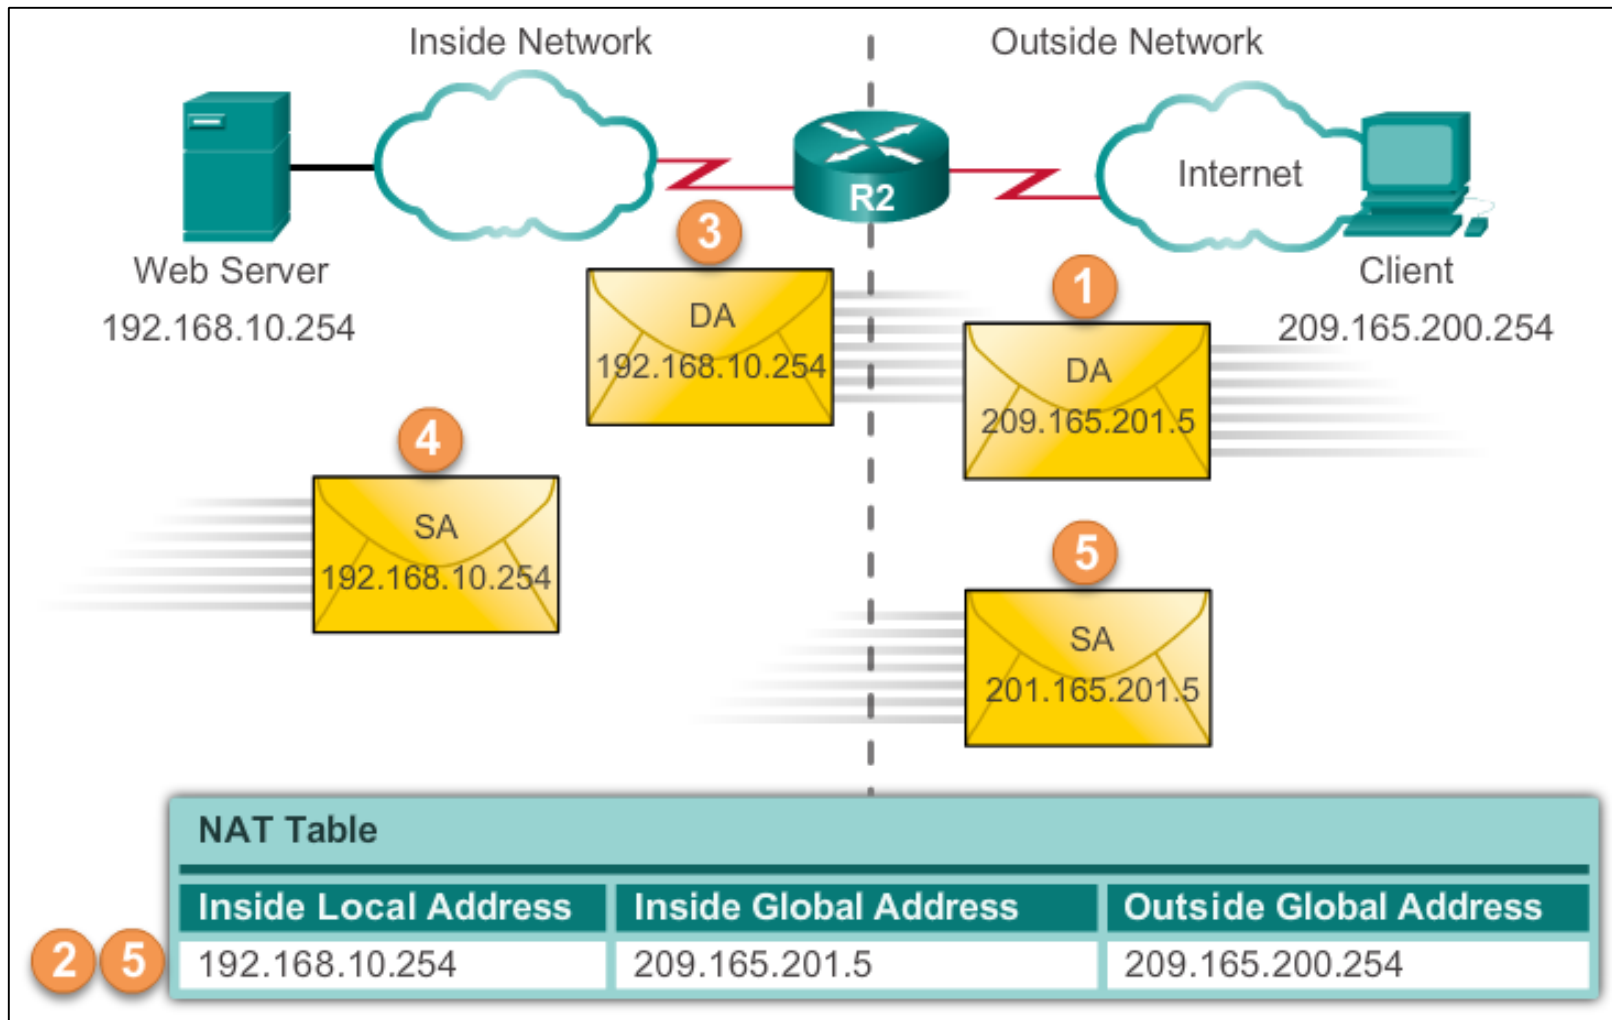 Inside Network
Outside Network
Internet
R2
Web Server
192.168.10.254
Client
209.165.200.254
3
DA
192.168.10.254
1
DA
209.165.201.5
4
SA
192.168.10.254
5
SA
201.165.201.5
NAT Table
Inside Local Address Inside Global Address Outside Global Address
2 5 192.168.10.254 209.165.201.5 209.165.200.254